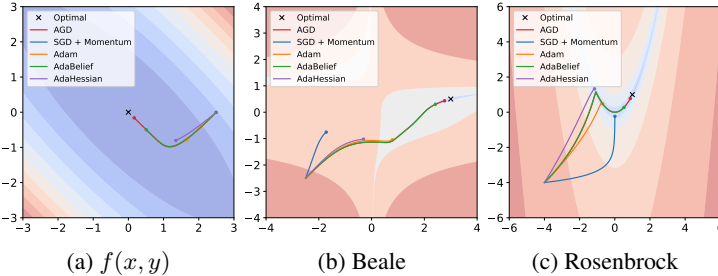 3
2
1
0
−1
−2
−3
−3 −2 −1 0 1 2 3
Optimal
AGD
SGD + Momentum
Adam
AdaBelief
AdaHessian
(a) f(x, y)
4
3
2
1
0
−1
−2
−3
−4
−4 −2 0 2 4
Optimal
AGD
SGD + Momentum
Adam
AdaBelief
AdaHessian
(b) Beale
4
2
0
−2
−4
−6
−6 −4 −2 0 2 4 6
Optimal
AGD
SGD + Momentum
Adam
AdaBelief
AdaHessian
(c) Rosenbrock